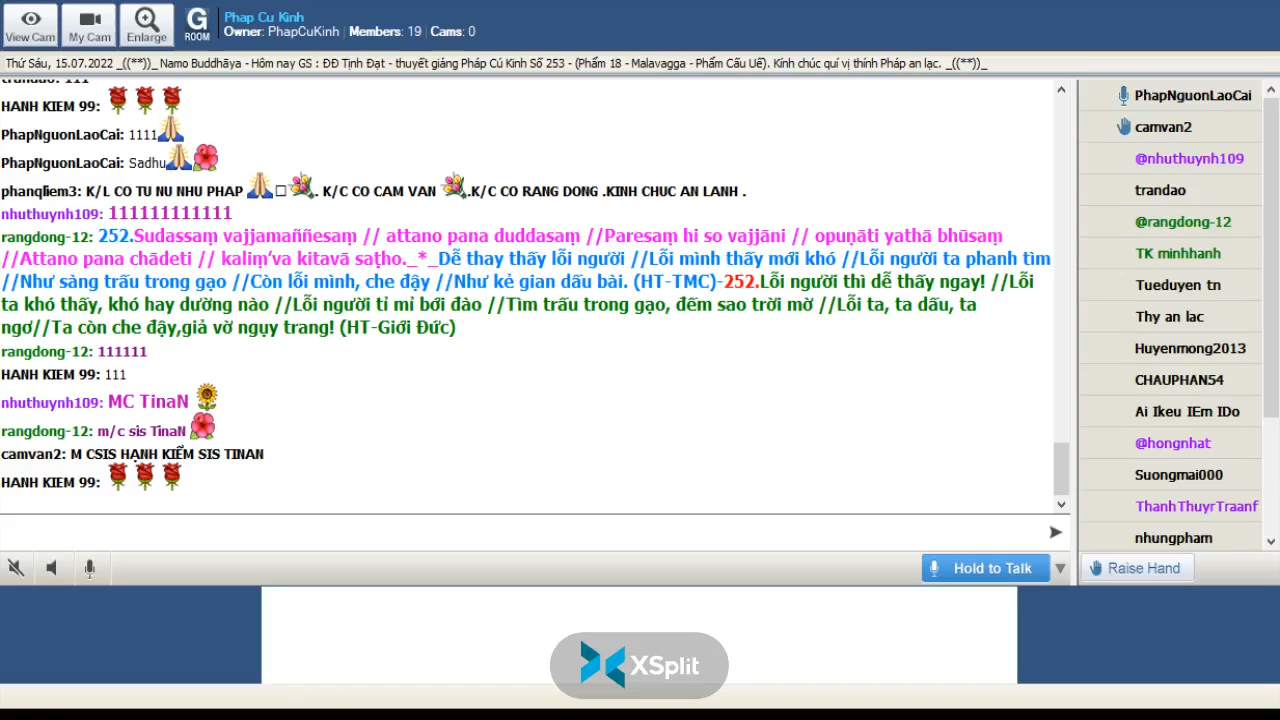 View Cam
My Cam
Enlarge
G
ROOM
Phap Cu Kinh
Owner: PhapCuKinh | Members: 19 | Cams: 0
Thứ Sáu, 15.07.2022 _((**))_ Namo Buddhāya - Hôm nay GS : ĐĐ Tịnh Đạt - thuyết giảng Pháp Cú Kinh Số 253 - (Phẩm 18 - Malavagga - Phẩm Cấu Uế). Kính chúc quí vị thính Pháp an lạc. _((**))_
trandao: 111
HANH KIEM 99:
PhapNguonLaoCai: 1111
PhapNguonLaoCai: Sadhu
phanqliem3: K/L CO TU NU NHU PHAP □ . K/C CO CAM VAN .K/C CO RANG DONG .KINH CHUC AN LANH .
nhuthuynh109: 111111111111
rangdong-12: 252.Sudassaṃ vajjamaññesaṃ // attano pana duddasaṃ //Paresaṃ hi so vajjāni // opuṇāti yathā bhūsaṃ
//Attano pana chādeti // kaliṃ’va kitavā saṭho._*_Dễ thay thấy lỗi người //Lỗi mình thấy mới khó //Lỗi người ta phanh tìm
//Như sàng trấu trong gạo //Còn lỗi mình, che đậy //Như kẻ gian dấu bài. (HT-TMC)-252.Lỗi người thì dễ thấy ngay! //Lỗi
ta khó thấy, khó hay dường nào //Lỗi người tỉ mỉ bới đào //Tìm trấu trong gạo, đếm sao trời mờ //Lỗi ta, ta dấu, ta
ngơ//Ta còn che đậy,giả vờ ngụy trang! (HT-Giới Đức)
rangdong-12: 111111
HANH KIEM 99: 111
nhuthuynh109: MC TinaN
rangdong-12: m/c sis TinaN
camvan2: M CSIS HẠNH KIỂM SIS TINAN
HANH KIEM 99:
PhapNguonLaoCai
camvan2
@nhuthuynh109
trandao
@rangdong-12
TK minhhanh
Tueduyen tn
Thy an lac
Huyenmong2013
CHAUPHAN54
Ai Ikeu IEm IDo
@hongnhat
Suongmai000
ThanhThuyrTraanf
nhungpham
Hold to Talk
Raise Hand
XSplit